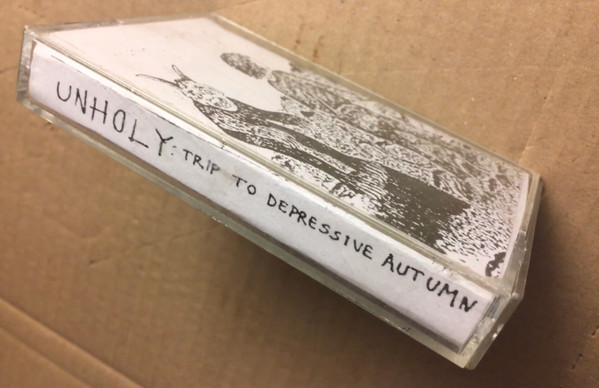 UNHOLY: TRIP TO DEPRESSIVE AUTUMN